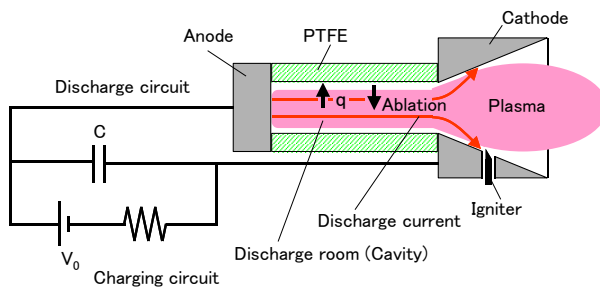 Cathode
Anode
PTFE
Discharge circuit
q
Ablation
Plasma
C
Igniter
Discharge current
Discharge room (Cavity)
V0
Charging circuit